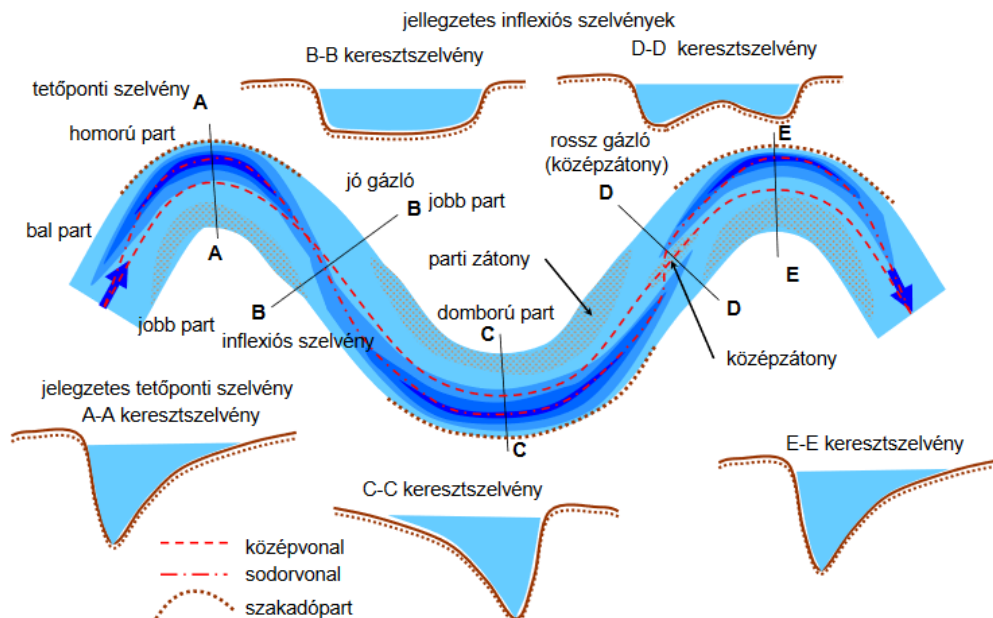 jellegzetes inflexiós szelvények
B-B keresztszelvény
D-D keresztszelvény
tetőponti szelvény
A
homorú part
rossz gázló
(középzátony)
E
D
jó gázló
B
jobb part
bal part
A
parti zátony
E
B
domború part
D
jobb part
inflexiós szelvény
C
középzátony
jelegzetes tetőponti szelvény
A-A keresztszelvény
C
E-E keresztszelvény
C-C keresztszelvény
középvonal
sodorvonal
szakadópart